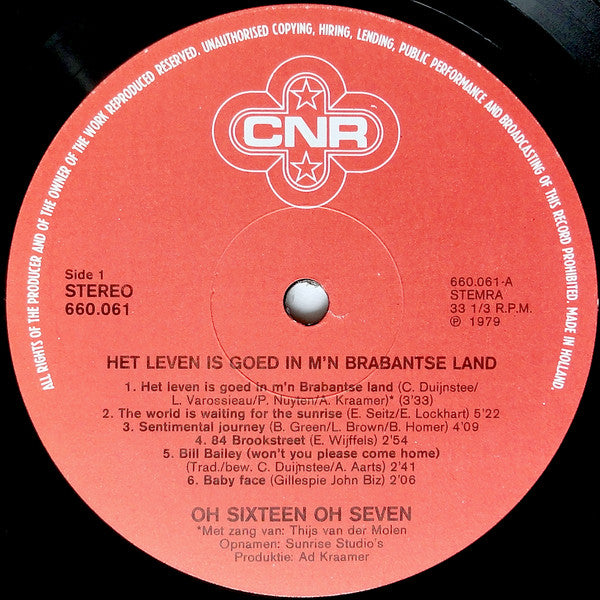 ALL RIGHTS OF THE PRODUCER AND OF THE OWNER OF THE WORK REPRODUCED RESERVED. UNAUTHORISED COPYING, HIRING, LENDING, PUBLIC PERFORMANCE AND BROADCASTING OF THIS RECORD PROHIBITED. MADE IN HOLLAND.
CNR
Side 1
STEREO
660.061
660.061-A
STEMRA
33 1/3 R.P.M.
℗ 1979
HET LEVEN IS GOED IN M'N BRABANTSE LAND
1. Het leven is goed in m'n Brabantse land (C. Duijnstee/
L. Varossieau/P. Nuyten/A. Kraamer)* (3'33)
2. The world is waiting for the sunrise (E. Seitz/E. Lockhart) 5'22
3. Sentimental journey (B. Green/L. Brown/B. Homer) 4'09
4. 84 Brookstreet (E. Wijffels) 2'54
5. Bill Bailey (won't you please come home)
(Trad./bew. C. Duijnstee/A. Aarts) 2'41
6. Baby face (Gillespie John Biz) 2'06
OH SIXTEEN OH SEVEN
*Met zang van: Thijs van der Molen
Opnamen: Sunrise Studio's
Produktie: Ad Kraamer